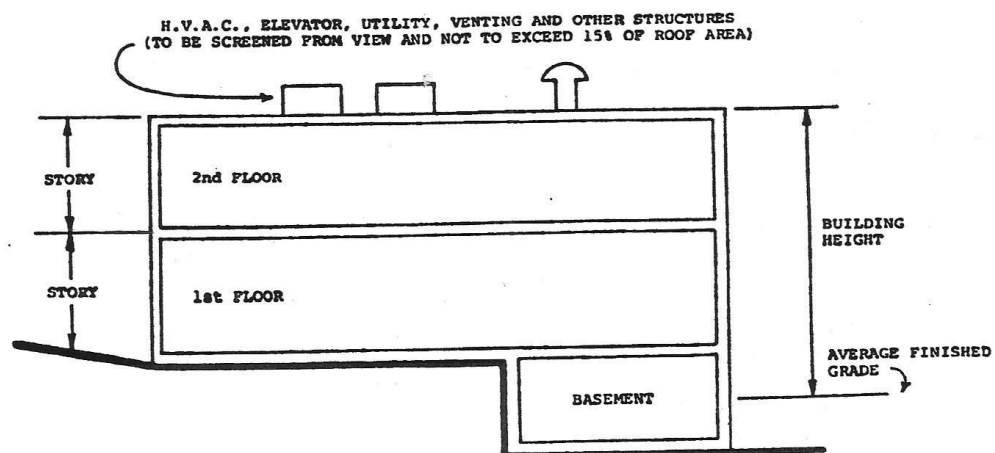 H.V.A.C., ELEVATOR, UTILITY, VENTING AND OTHER STRUCTURES
(TO BE SCREENED FROM VIEW AND NOT TO EXCEED 15% OF ROOF AREA)
STORY
2nd FLOOR
BUILDING
HEIGHT
STORY
1st FLOOR
AVERAGE FINISHED
GRADE
BASEMENT